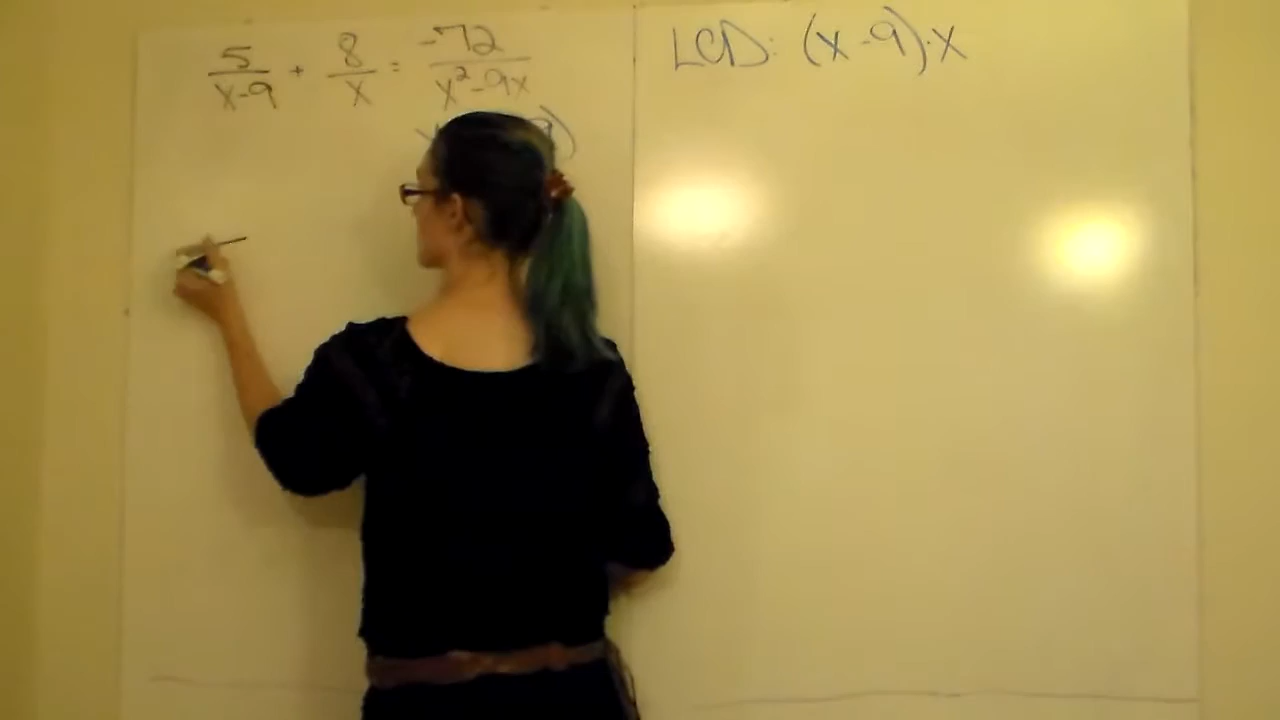 5/(x-9) + 8/x = -72/(x²-9x)
LCD: (x-9)·x